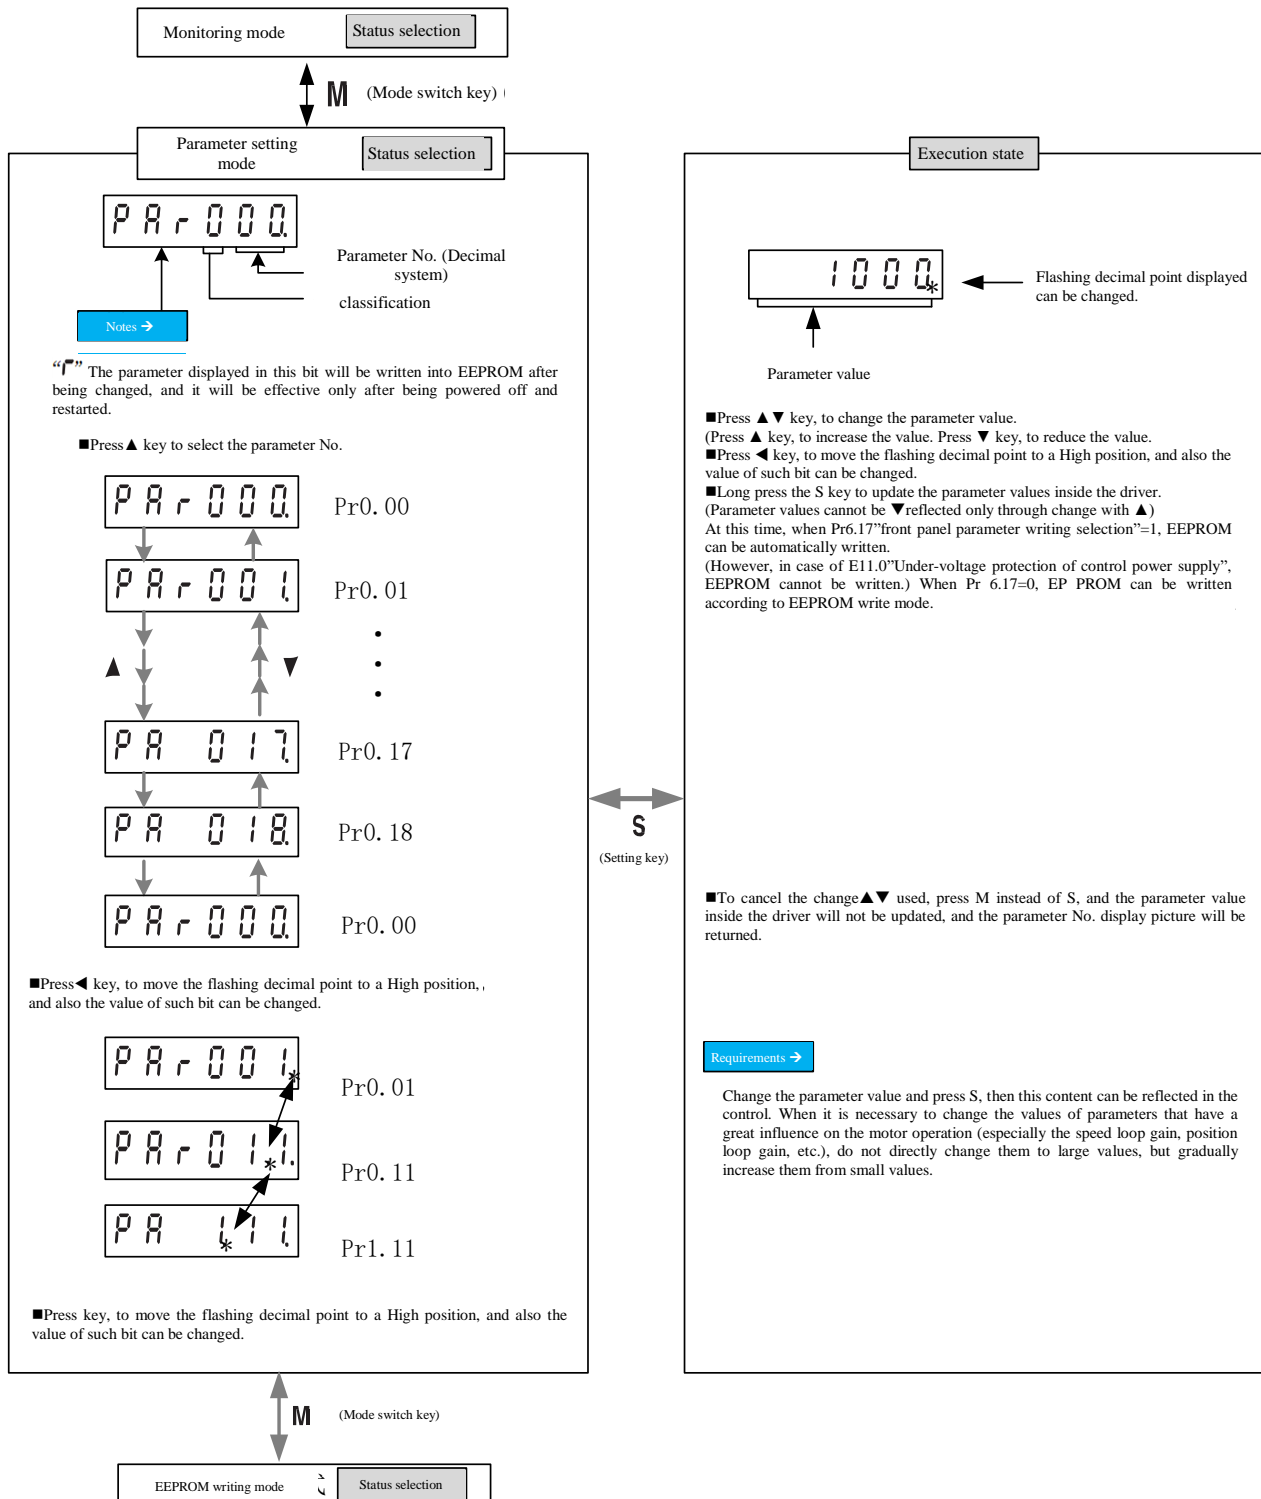 Monitoring mode Status selection
M (Mode switch key) (
Parameter setting
mode
Status selection
PAr000.
Parameter No. (Decimal
system)
classification
Notes →
“r” The parameter displayed in this bit will be written into EEPROM after
being changed, and it will be effective only after being powered off and
restarted.
■Press▲ key to select the parameter No.
PAr000. Pr0.00
PAr001. Pr0.01
▲ ▼
PA 017. Pr0.17
PA 018. Pr0.18
PAr000. Pr0.00
■Press◀ key, to move the flashing decimal point to a High position,
and also the value of such bit can be changed.
PAr001.* Pr0.01
PAr01*1. Pr0.11
PA 1.*11. Pr1.11
■Press key, to move the flashing decimal point to a High position, and also the
value of such bit can be changed.
S
(Setting key)
Execution state
1000.*
Flashing decimal point displayed
can be changed.
Parameter value
■Press ▲▼ key, to change the parameter value.
(Press ▲ key, to increase the value. Press ▼ key, to reduce the value.
■Press ◀ key, to move the flashing decimal point to a High position, and also the
value of such bit can be changed.
■Long press the S key to update the parameter values inside the driver.
(Parameter values cannot be ▼reflected only through change with ▲)
At this time, when Pr6.17”front panel parameter writing selection”=1, EEPROM
can be automatically written.
(However, in case of E11.0”Under-voltage protection of control power supply”,
EEPROM cannot be written.) When Pr 6.17=0, EP PROM can be written
according to EEPROM write mode.
■To cancel the change▲▼ used, press M instead of S, and the parameter value
inside the driver will not be updated, and the parameter No. display picture will be
returned.
Requirements →
Change the parameter value and press S, then this content can be reflected in the
control. When it is necessary to change the values of parameters that have a
great influence on the motor operation (especially the speed loop gain, position
loop gain, etc.), do not directly change them to large values, but gradually
increase them from small values.
M (Mode switch key)
EEPROM writing mode Status selection